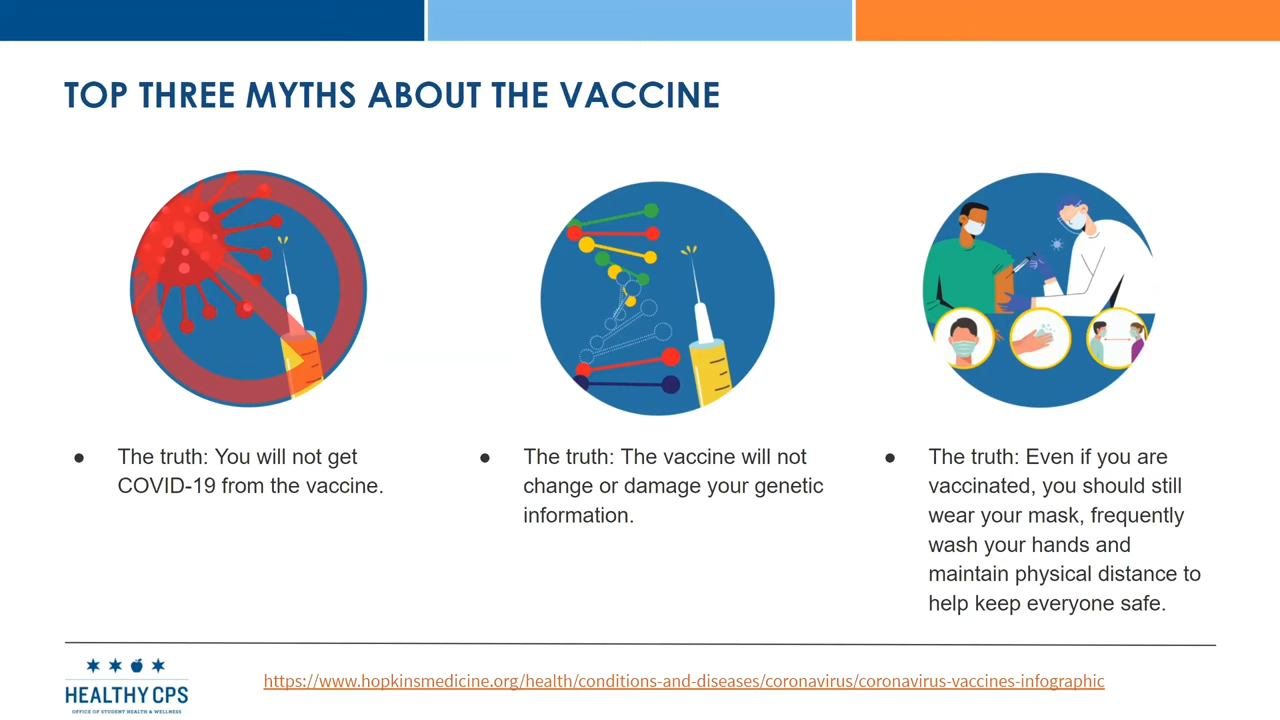 TOP THREE MYTHS ABOUT THE VACCINE
● The truth: You will not get
COVID-19 from the vaccine.
● The truth: The vaccine will not
change or damage your genetic
information.
● The truth: Even if you are
vaccinated, you should still
wear your mask, frequently
wash your hands and
maintain physical distance to
help keep everyone safe.
HEALTHY CPS
OFFICE OF STUDENT HEALTH & WELLNESS
https://www.hopkinsmedicine.org/health/conditions-and-diseases/coronavirus/coronavirus-vaccines-infographic